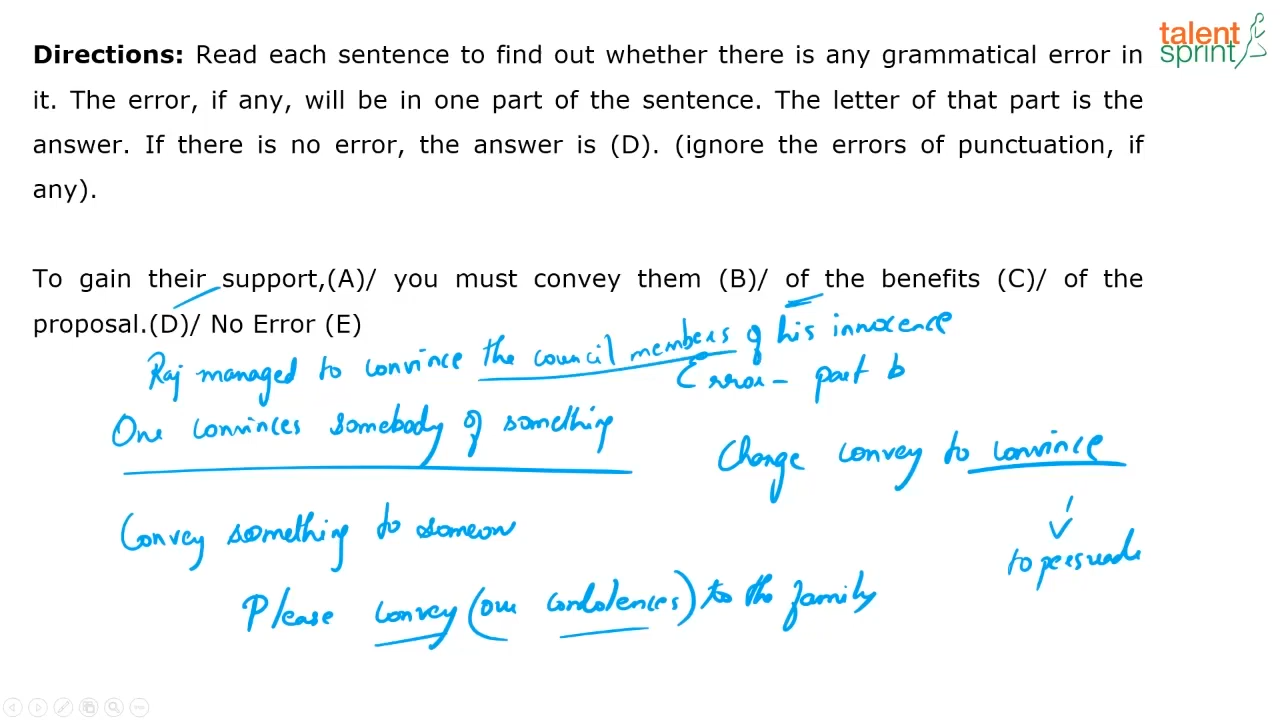 talent
sprint
Directions: Read each sentence to find out whether there is any grammatical error in
it. The error, if any, will be in one part of the sentence. The letter of that part is the
answer. If there is no error, the answer is (D). (ignore the errors of punctuation, if
any).
To gain their support,(A)/ you must convey them (B)/ of the benefits (C)/ of the
proposal.(D)/ No Error (E)
Raj managed to convince the council members of his innocence
Error - part b
One convinces somebody of something
Change convey to convince
Convey something to someone
to persuade
Please convey (our condolences) to the family